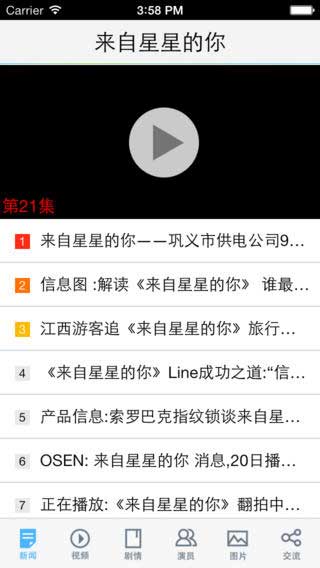 Carrier 3:58 PM
来自星星的你
第21集
1 来自星星的你——巩义市供电公司9...
2 信息图 :解读《来自星星的你》 谁最...
3 江西游客追《来自星星的你》旅行...
4 《来自星星的你》Line成功之道:“信...
5 产品信息:索罗巴克指纹锁谈来自星...
6 OSEN: 来自星星的你 消息,20日播...
7 正在播放:《来自星星的你》翻拍中...
新闻 视频 剧情 演员 图片 交流